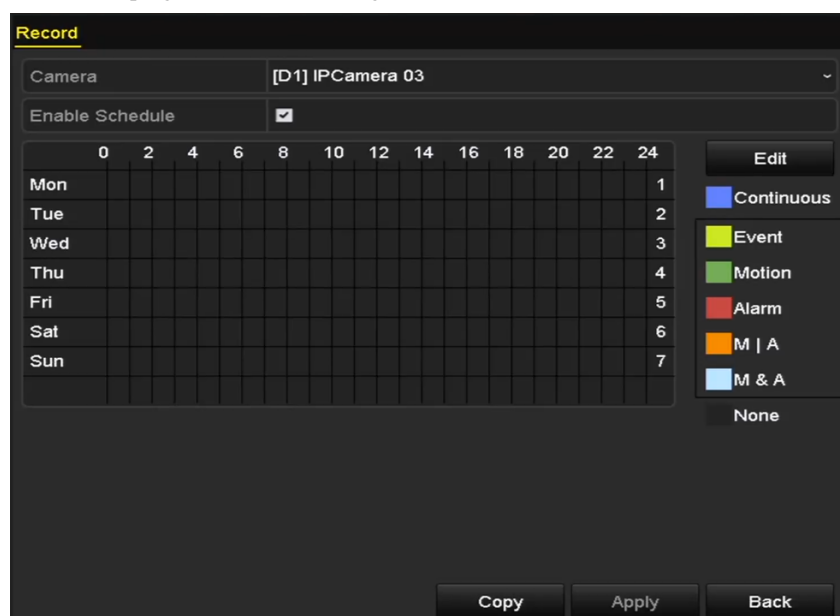 Record
Camera [D1] IPCamera 03
Enable Schedule
0 2 4 6 8 10 12 14 16 18 20 22 24
Mon 1
Tue 2
Wed 3
Thu 4
Fri 5
Sat 6
Sun 7
Edit
Continuous
Event
Motion
Alarm
M | A
M & A
None
Copy Apply Back